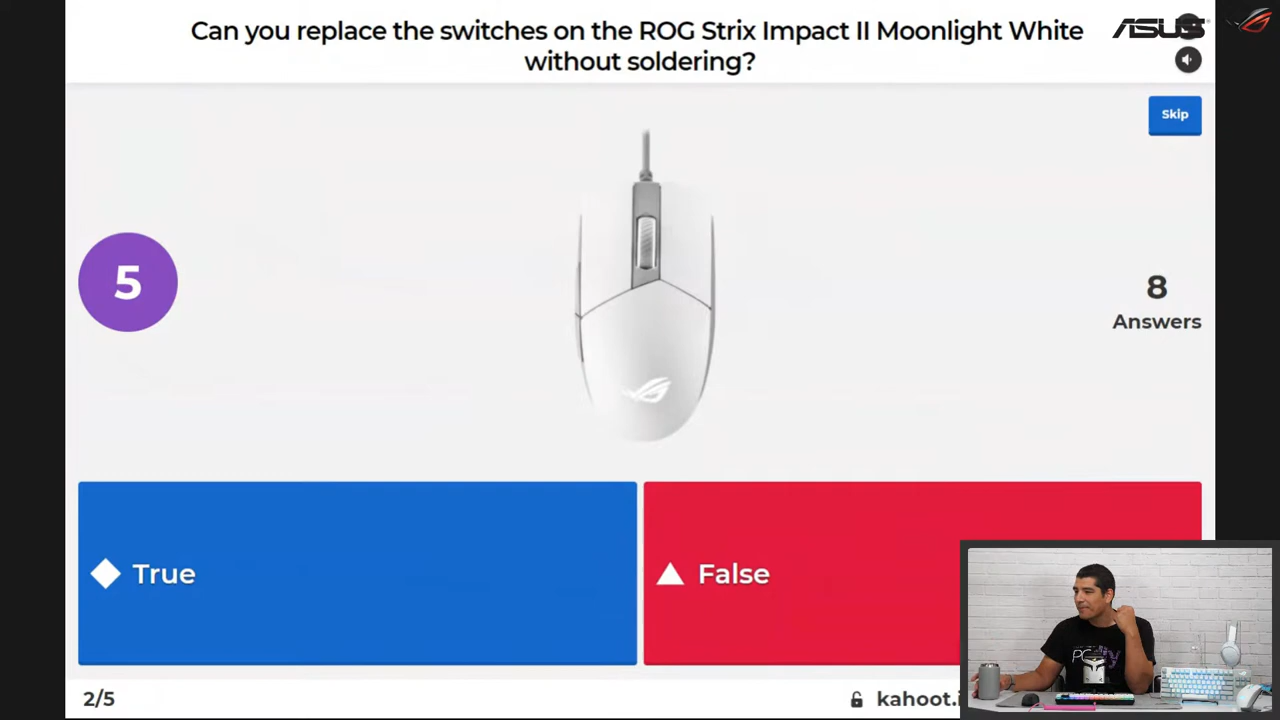 Can you replace the switches on the ROG Strix Impact II Moonlight White
without soldering?
ASUS
Skip
5
8
Answers
True
False
2/5
kahoot.i